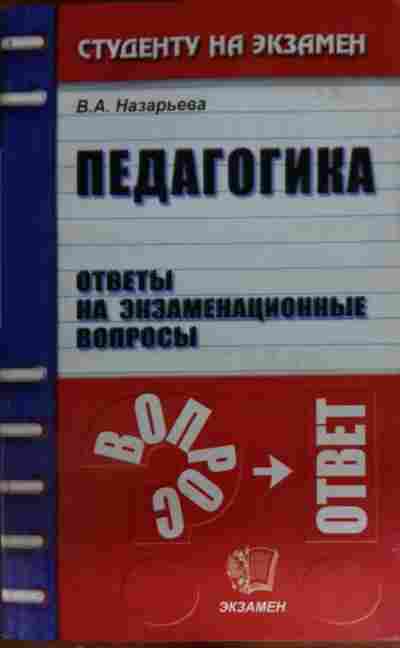 СТУДЕНТУ НА ЭКЗАМЕН
В.А. Назарьева
ПЕДАГОГИКА
ОТВЕТЫ
НА ЭКЗАМЕНАЦИОННЫЕ
ВОПРОСЫ
ВОПРОС
ОТВЕТ
ЭКЗАМЕН